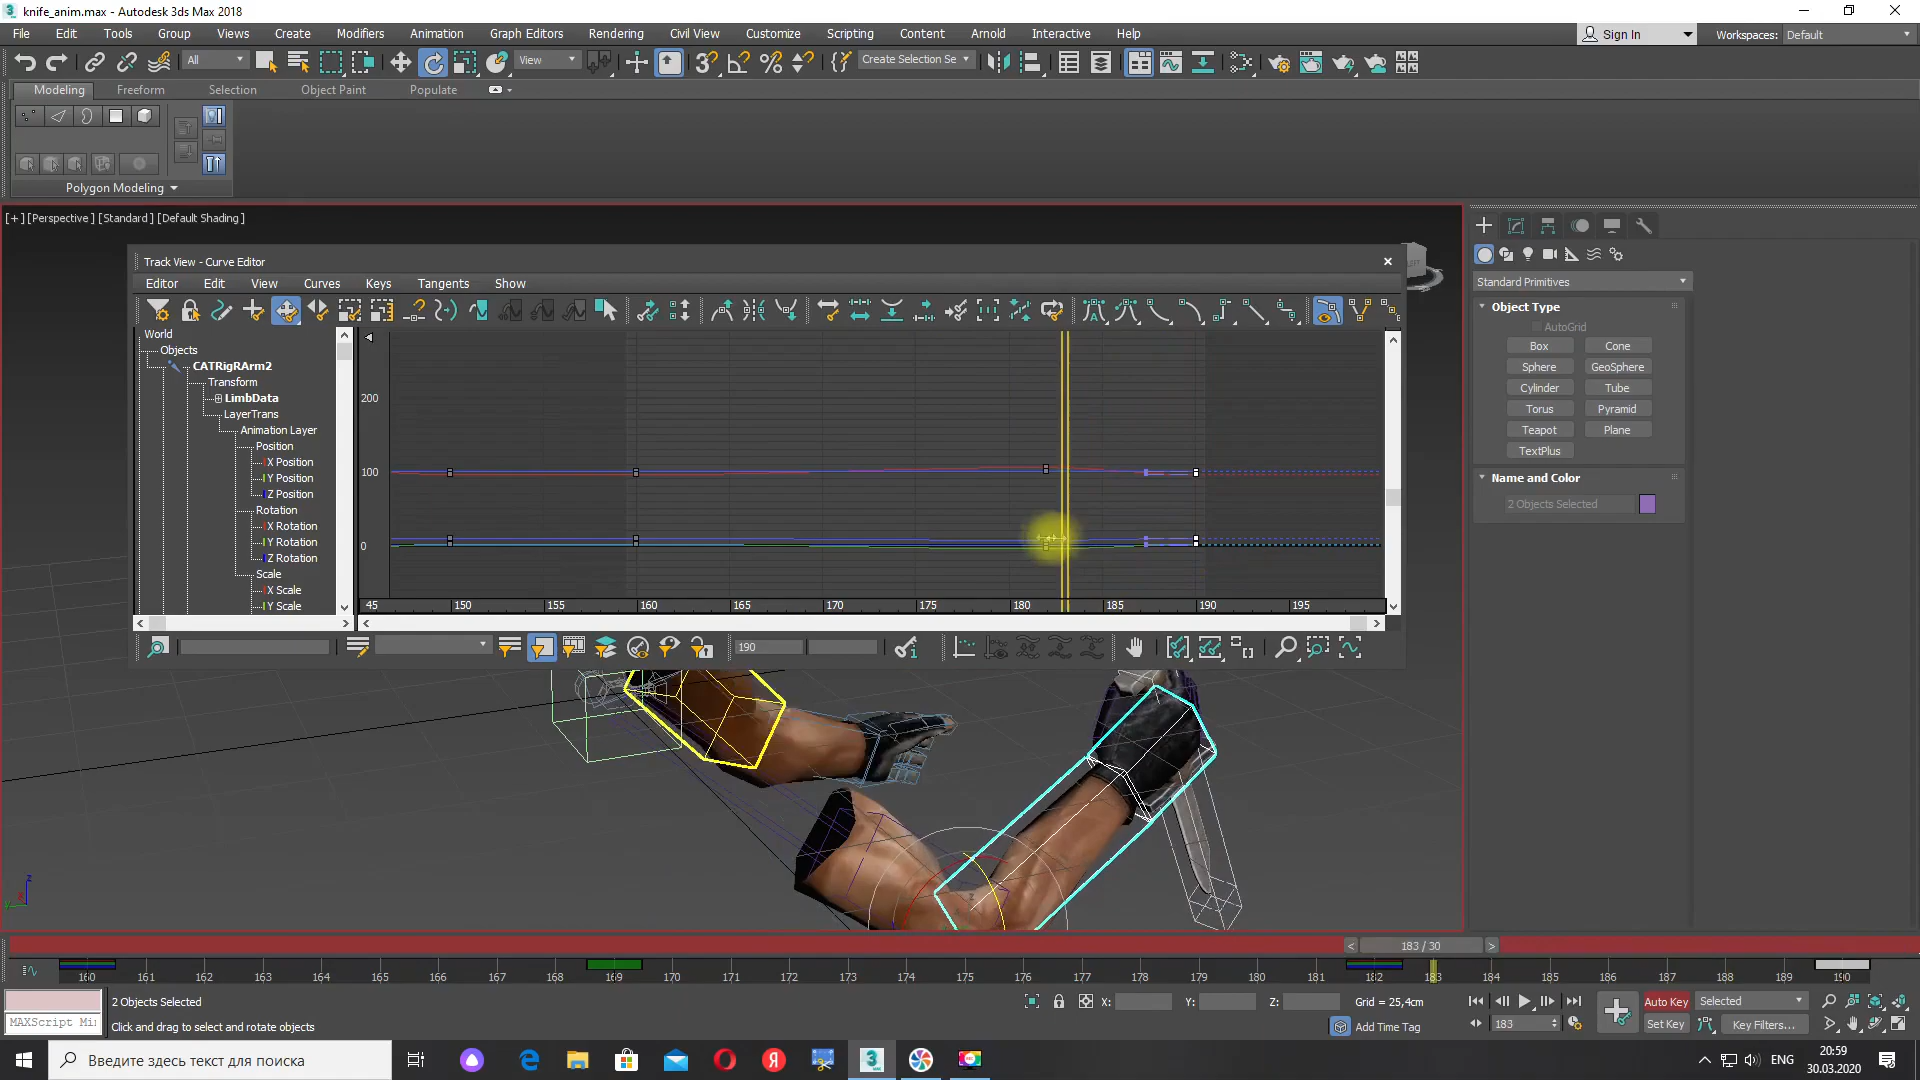 knife_anim.max - Autodesk 3ds Max 2018
File Edit Tools Group Views Create Modifiers Animation Graph Editors Rendering Civil View Customize Scripting Content Arnold Interactive Help
Sign In Workspaces: Default
All View Create Selection Se
Modeling Freeform Selection Object Paint Populate
Polygon Modeling
[+] [Perspective] [Standard] [Default Shading]
Track View - Curve Editor
Editor Edit View Curves Keys Tangents Show
World
Objects
CATRigRArm2
Transform
LimbData
LayerTrans
Animation Layer
Position
X Position
Y Position
Z Position
Rotation
X Rotation
Y Rotation
Z Rotation
Scale
X Scale
Y Scale
200
100
0
45 150 155 160 165 170 175 180 185 190 195
190
Standard Primitives
Object Type
AutoGrid
Box Cone
Sphere GeoSphere
Cylinder Tube
Torus Pyramid
Teapot Plane
TextPlus
Name and Color
2 Objects Selected
LEFT
z
< 183 / 30 >
160 161 162 163 164 165 166 167 168 169 170 171 172 173 174 175 176 177 178 179 180 181 182 183 184 185 186 187 188 189 190
MAXScript Mi
2 Objects Selected
Click and drag to select and rotate objects
X: Y: Z: Grid = 25,4cm
Add Time Tag
183
Auto Key Selected
Set Key Key Filters...
Введите здесь текст для поиска
ENG
20:59
30.03.2020